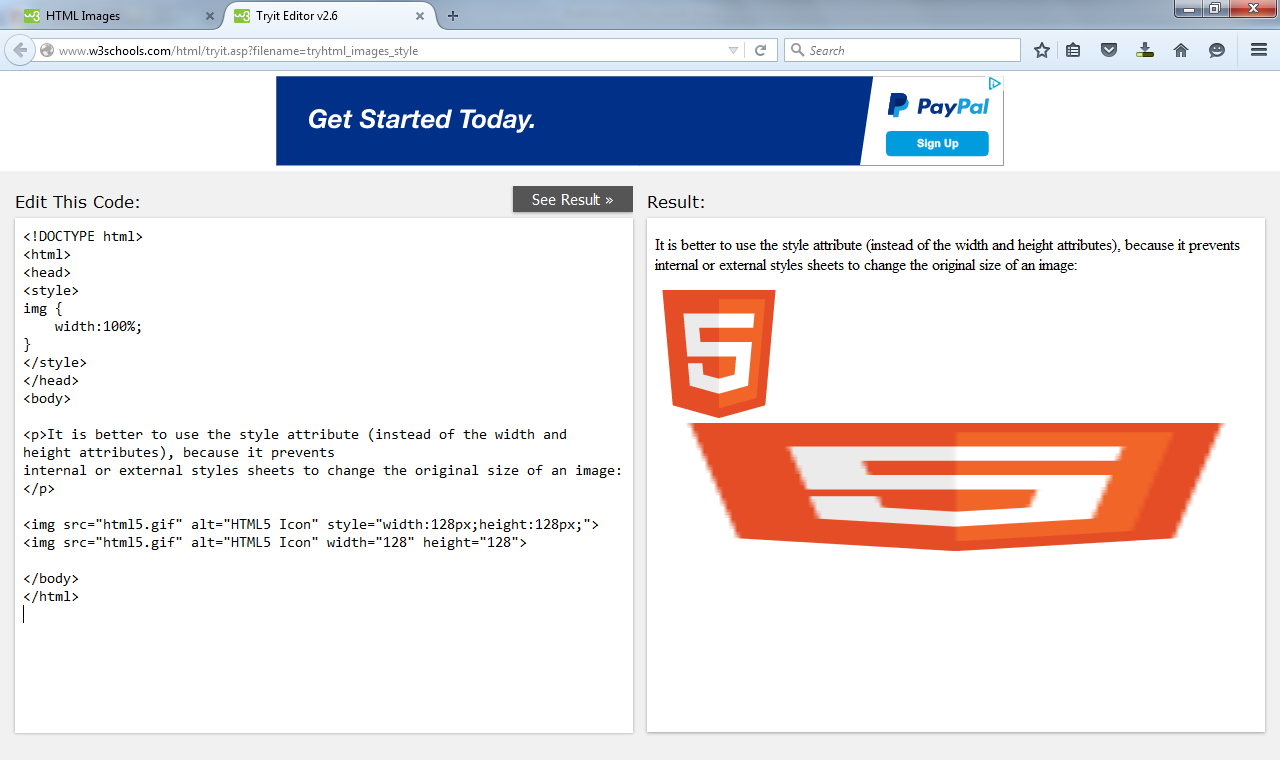 HTML Images
Tryit Editor v2.6
www.w3schools.com/html/tryit.asp?filename=tryhtml_images_style
Search
Get Started Today.
PayPal
Sign Up
Edit This Code:
See Result »
Result:
<!DOCTYPE html>
<html>
<head>
<style>
img {
    width:100%;
}
</style>
</head>
<body>
<p>It is better to use the style attribute (instead of the width and
height attributes), because it prevents
internal or external styles sheets to change the original size of an image:
</p>
<img src="html5.gif" alt="HTML5 Icon" style="width:128px;height:128px;">
<img src="html5.gif" alt="HTML5 Icon" width="128" height="128">
</body>
</html>
It is better to use the style attribute (instead of the width and height attributes), because it prevents
internal or external styles sheets to change the original size of an image:
5
5